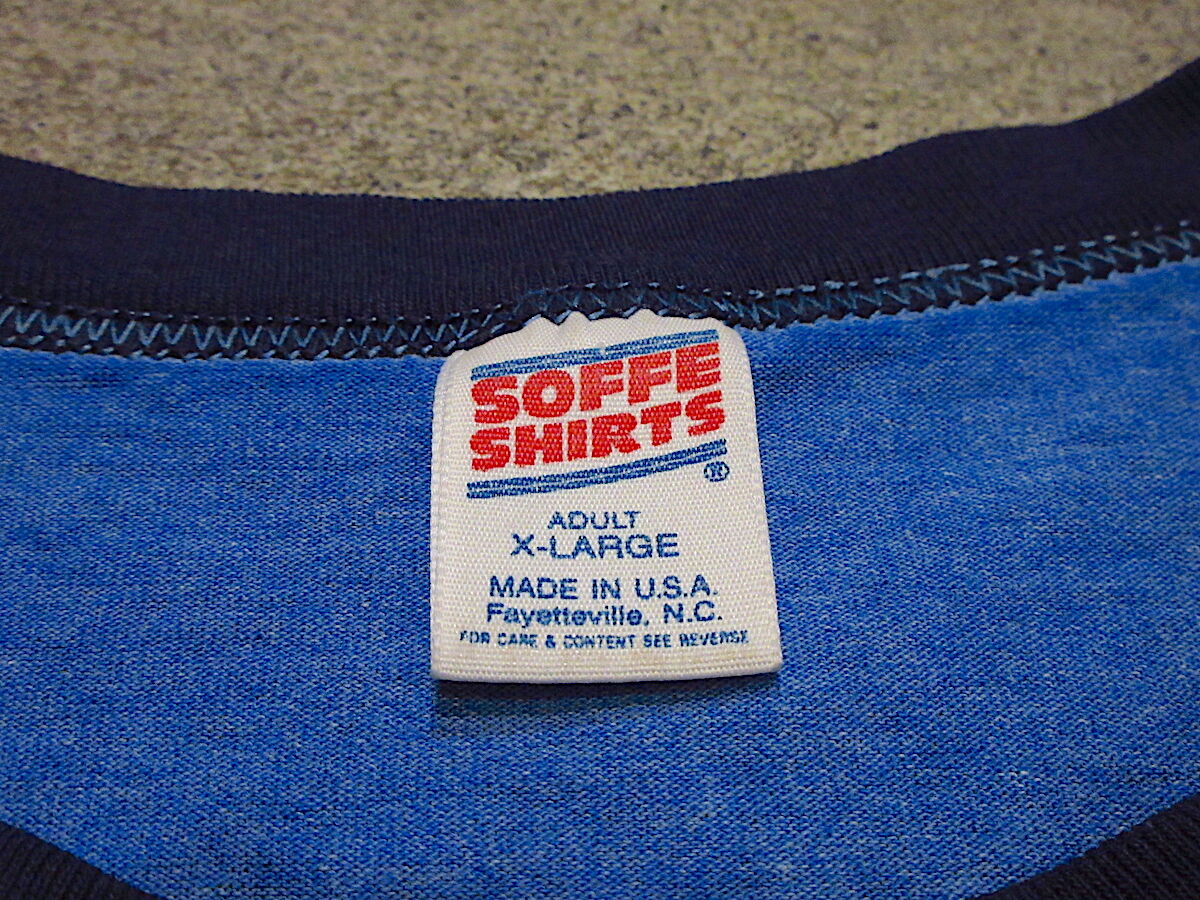 SOFFE
SHIRTS
®
ADULT
X-LARGE
MADE IN U.S.A.
Fayetteville, N.C.
FOR CARE & CONTENT SEE REVERSE